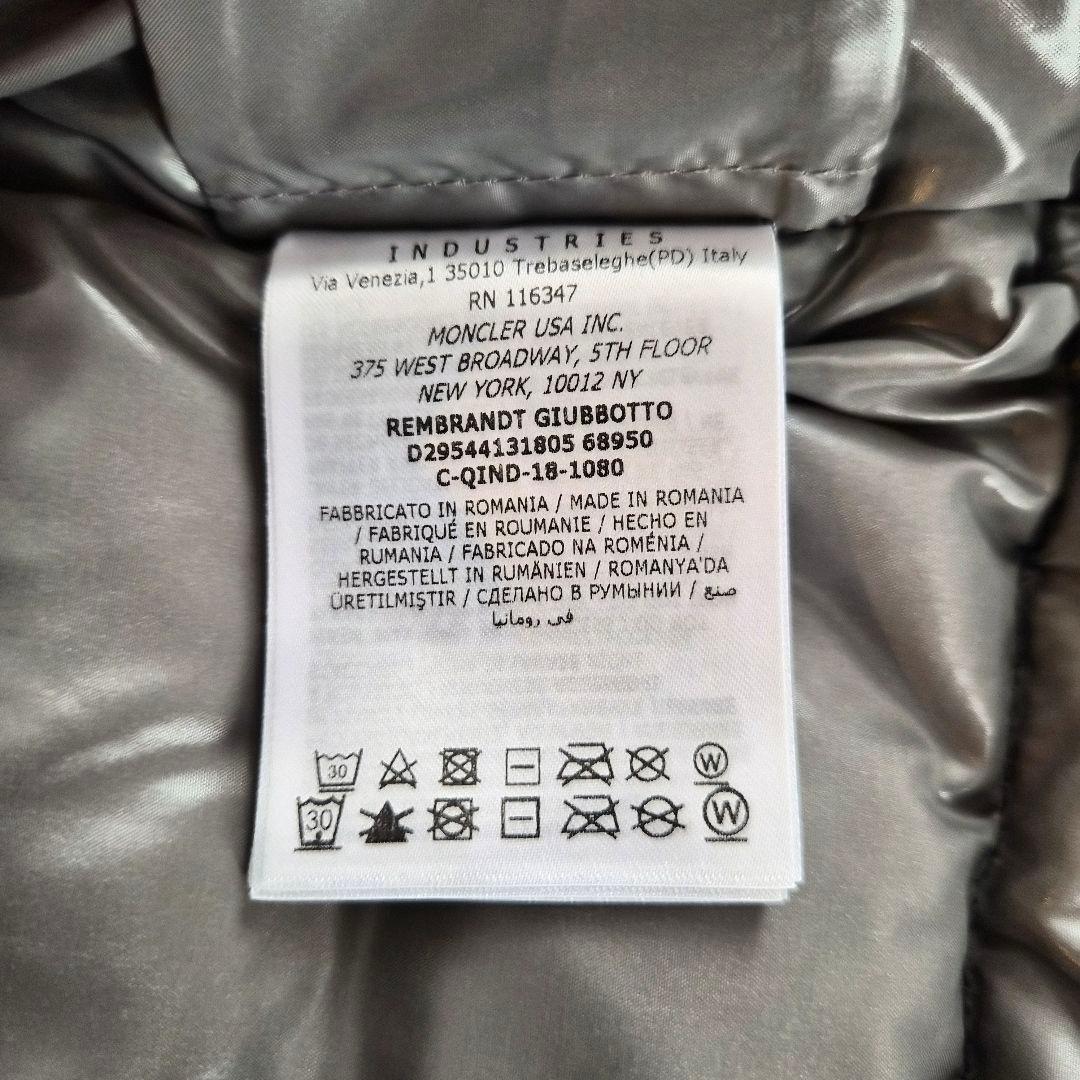 INDUSTRIES
Via Venezia,1 35010 Trebaseleghe(PD) Italy
RN 116347
MONCLER USA INC.
375 WEST BROADWAY, 5TH FLOOR
NEW YORK, 10012 NY
REMBRANDT GIUBBOTTO
D29544131805 68950
C-QIND-18-1080
FABBRICATO IN ROMANIA / MADE IN ROMANIA
/ FABRIQUÉ EN ROUMANIE / HECHO EN
RUMANIA / FABRICADO NA ROMÉNIA /
HERGESTELLT IN RUMÄNIEN / ROMANYA'DA
ÜRETILMIŞTIR / СДЕЛАНО В РУМЫНИИ / صنع
في رومانيا
30 W
30 W